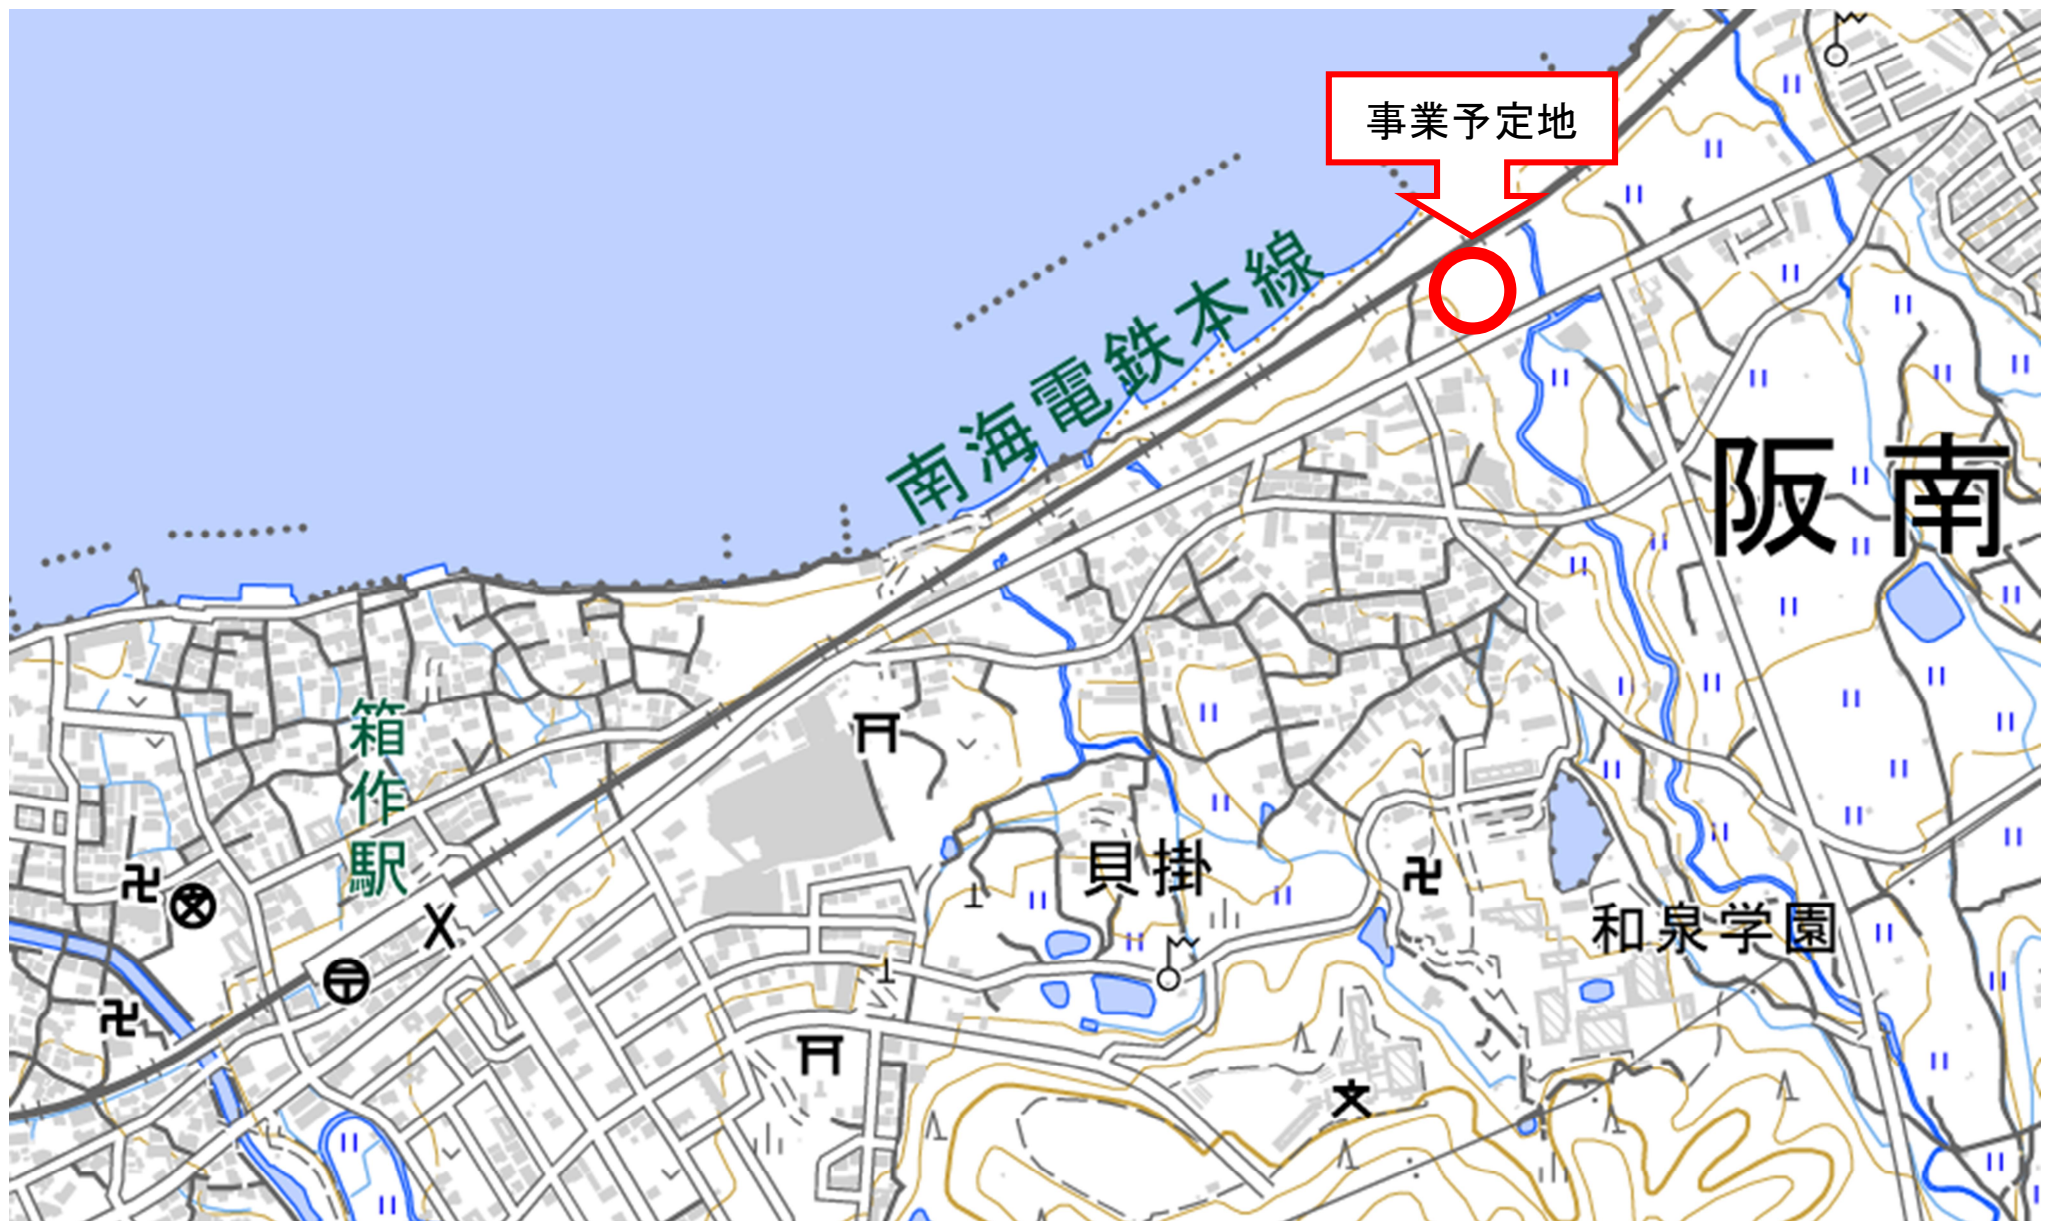 事業予定地
南海電鉄本線
阪南
箱作駅
貝掛
和泉学園